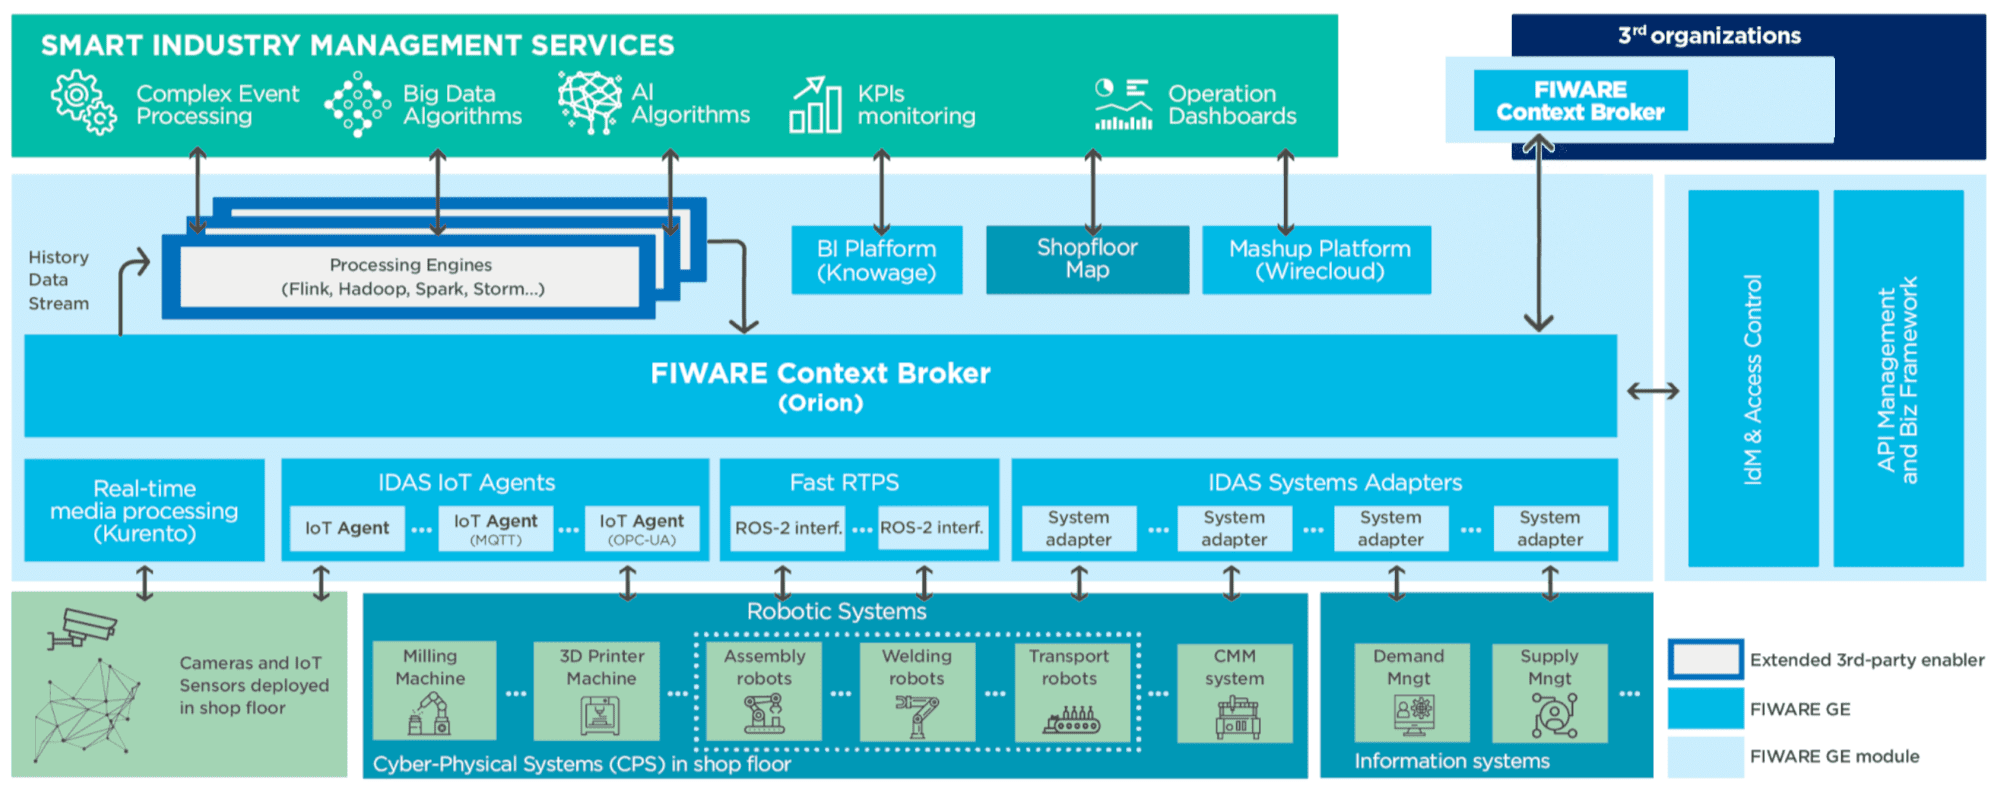 SMART INDUSTRY MANAGEMENT SERVICES
Complex Event
Processing
Big Data
Algorithms
AI
Algorithms
KPIs
monitoring
Operation
Dashboards
3rd organizations
FIWARE
Context Broker
History
Data
Stream
Processing Engines
(Flink, Hadoop, Spark, Storm...)
BI Plafform
(Knowage)
Shopfloor
Map
Mashup Platform
(Wirecloud)
FIWARE Context Broker
(Orion)
IdM & Access Control
API Management
and Biz Framework
Real-time
media processing
(Kurento)
IDAS IoT Agents
IoT Agent
...
IoT Agent
(MQTT)
...
IoT Agent
(OPC-UA)
Fast RTPS
ROS-2 interf.
...
ROS-2 interf.
IDAS Systems Adapters
System
adapter
...
System
adapter
...
System
adapter
...
System
adapter
Cameras and IoT
Sensors deployed
in shop floor
Robotic Systems
Milling
Machine
...
3D Printer
Machine
...
Assembly
robots
...
Welding
robots
...
Transport
robots
...
CMM
system
Cyber-Physical Systems (CPS) in shop floor
Demand
Mngt
Supply
Mngt
...
Information systems
Extended 3rd-party enabler
FIWARE GE
FIWARE GE module